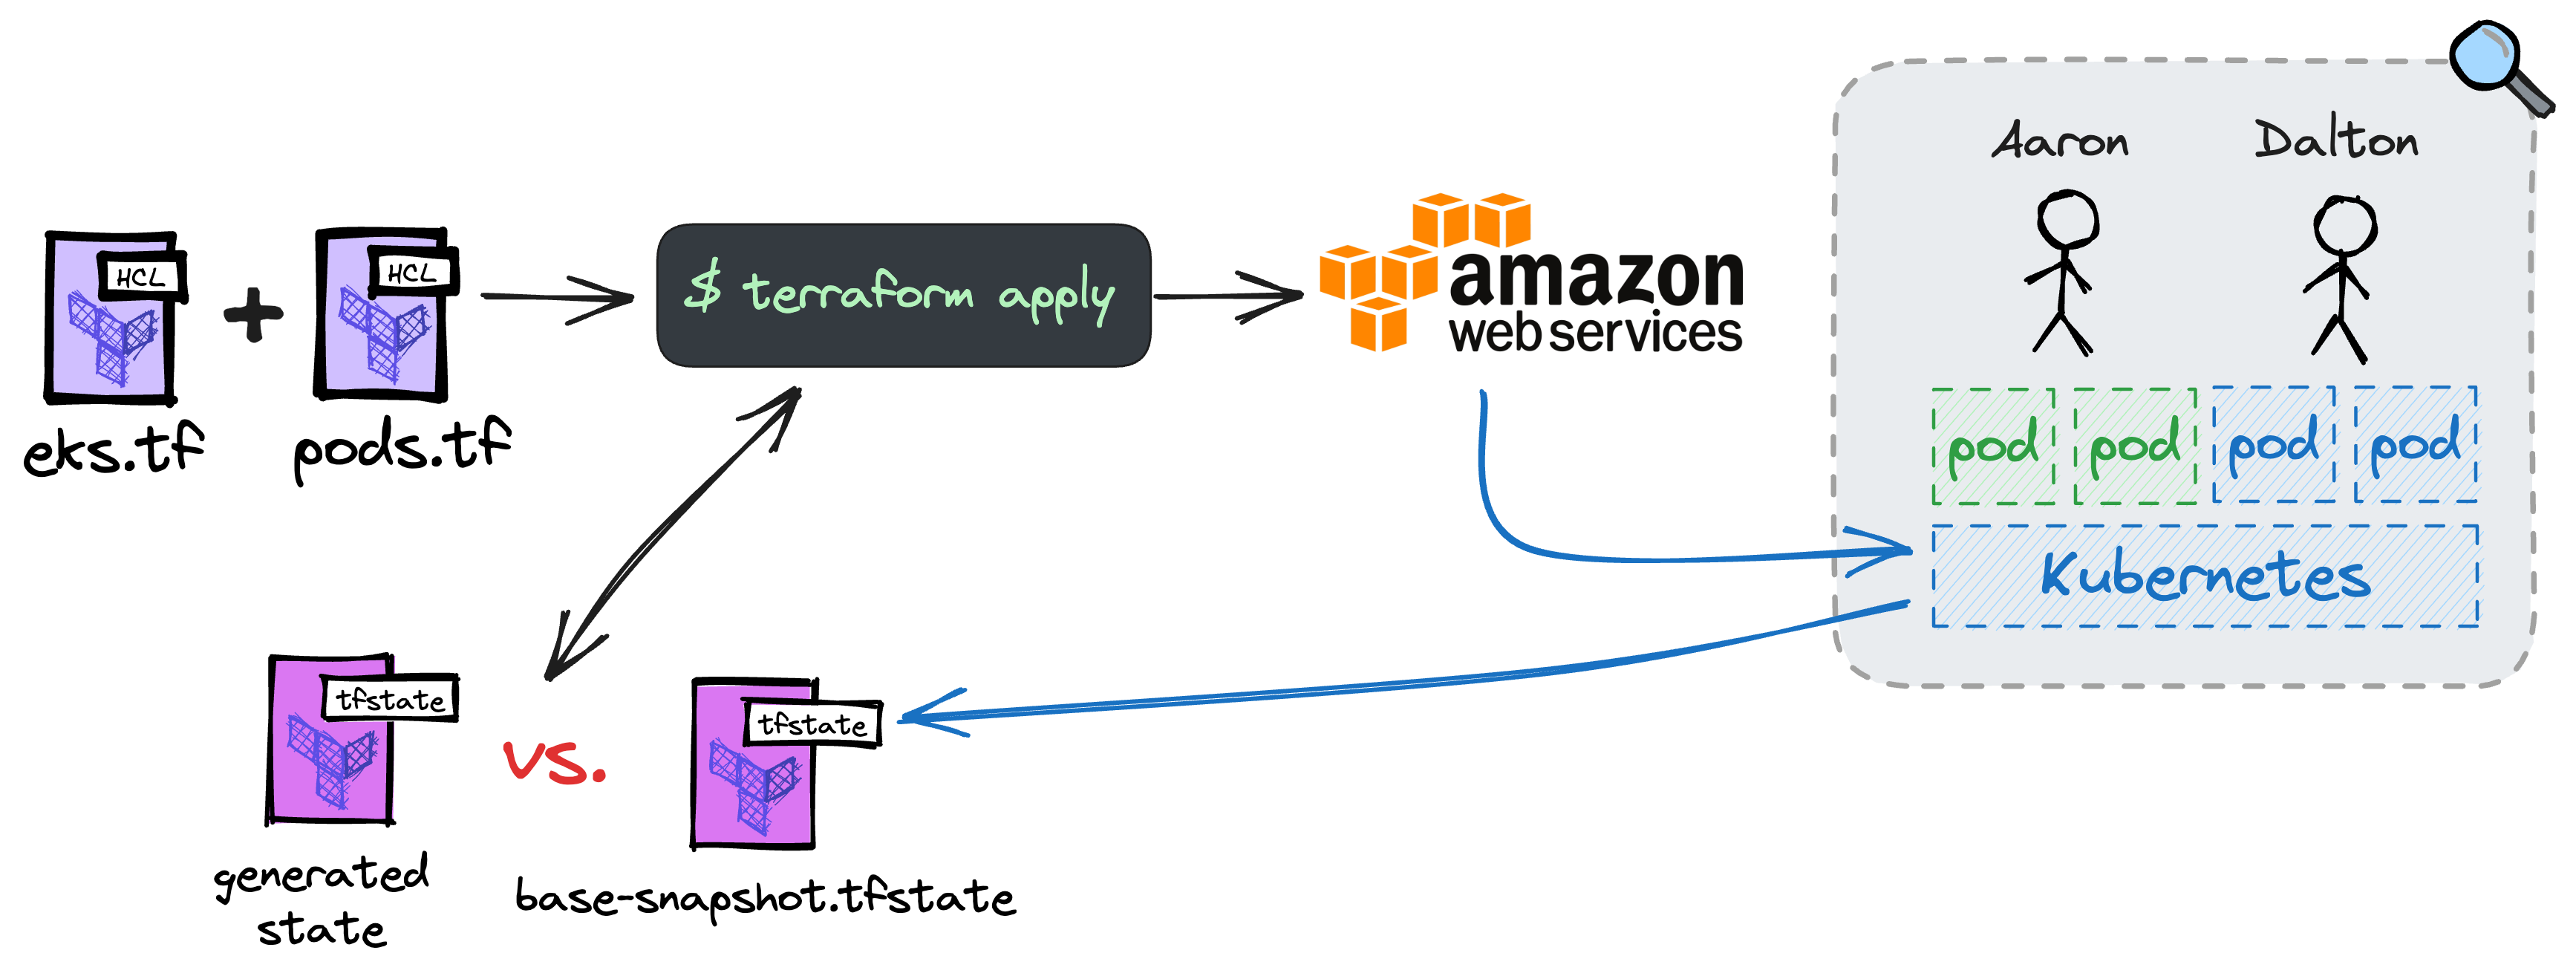 HCL
eks.tf
+
HCL
pods.tf
$ terraform apply
amazon
web services
Aaron
Dalton
pod
pod
pod
pod
Kubernetes
tfstate
generated
state
vs.
tfstate
base-snapshot.tfstate